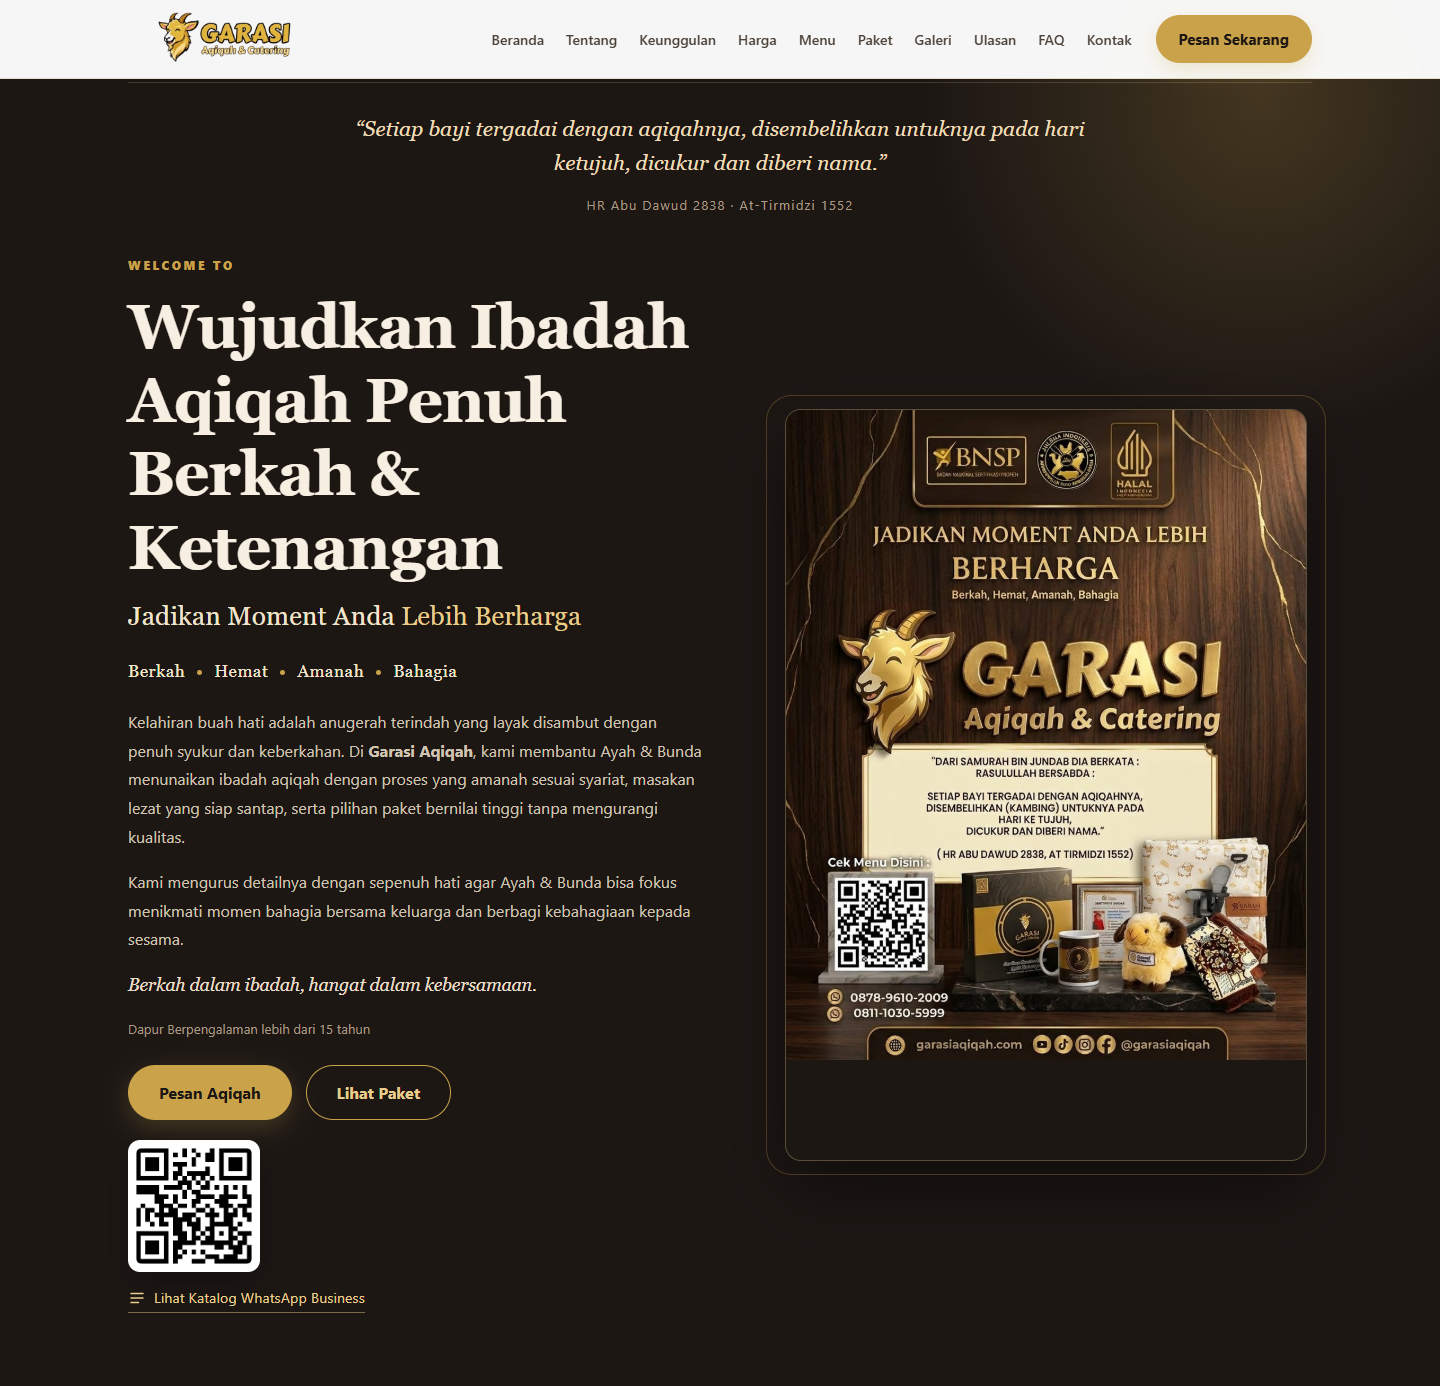 GARASI
Aqiqah & Catering
Beranda Tentang Keunggulan Harga Menu Paket Galeri Ulasan FAQ Kontak Pesan Sekarang
“Setiap bayi tergadai dengan aqiqahnya, disembelihkan untuknya pada hari
ketujuh, dicukur dan diberi nama.”
HR Abu Dawud 2838 · At-Tirmidzi 1552
WELCOME TO
Wujudkan Ibadah
Aqiqah Penuh
Berkah &
Ketenangan
Jadikan Moment Anda Lebih Berharga
Berkah • Hemat • Amanah • Bahagia
Kelahiran buah hati adalah anugerah terindah yang layak disambut dengan
penuh syukur dan keberkahan. Di Garasi Aqiqah, kami membantu Ayah & Bunda
menunaikan ibadah aqiqah dengan proses yang amanah sesuai syariat, masakan
lezat yang siap santap, serta pilihan paket bernilai tinggi tanpa mengurangi
kualitas.
Kami mengurus detailnya dengan sepenuh hati agar Ayah & Bunda bisa fokus
menikmati momen bahagia bersama keluarga dan berbagi kebahagiaan kepada
sesama.
Berkah dalam ibadah, hangat dalam kebersamaan.
Dapur Berpengalaman lebih dari 15 tahun
Pesan Aqiqah Lihat Paket
Lihat Katalog WhatsApp Business
BNSP
BADAN NASIONAL SERTIFIKASI PROFESI
HALAL
INDONESIA
JADIKAN MOMENT ANDA LEBIH
BERHARGA
Berkah, Hemat, Amanah, Bahagia
GARASI
Aqiqah & Catering
"DARI SAMURAH BIN JUNDAB DIA BERKATA :
RASULULLAH BERSABDA :
SETIAP BAYI TERGADAI DENGAN AQIQAHNYA,
DISEMBELIHKAN (KAMBING) UNTUKNYA PADA
HARI KE TUJUH,
DICUKUR DAN DIBERI NAMA.”
( HR ABU DAWUD 2838, AT TIRMIDZI 1552)
Cek Menu Disini :
GARASI
GARASI
0878-9610-2009
0811-1030-5999
garasiaqiqah.com @garasiaqiqah